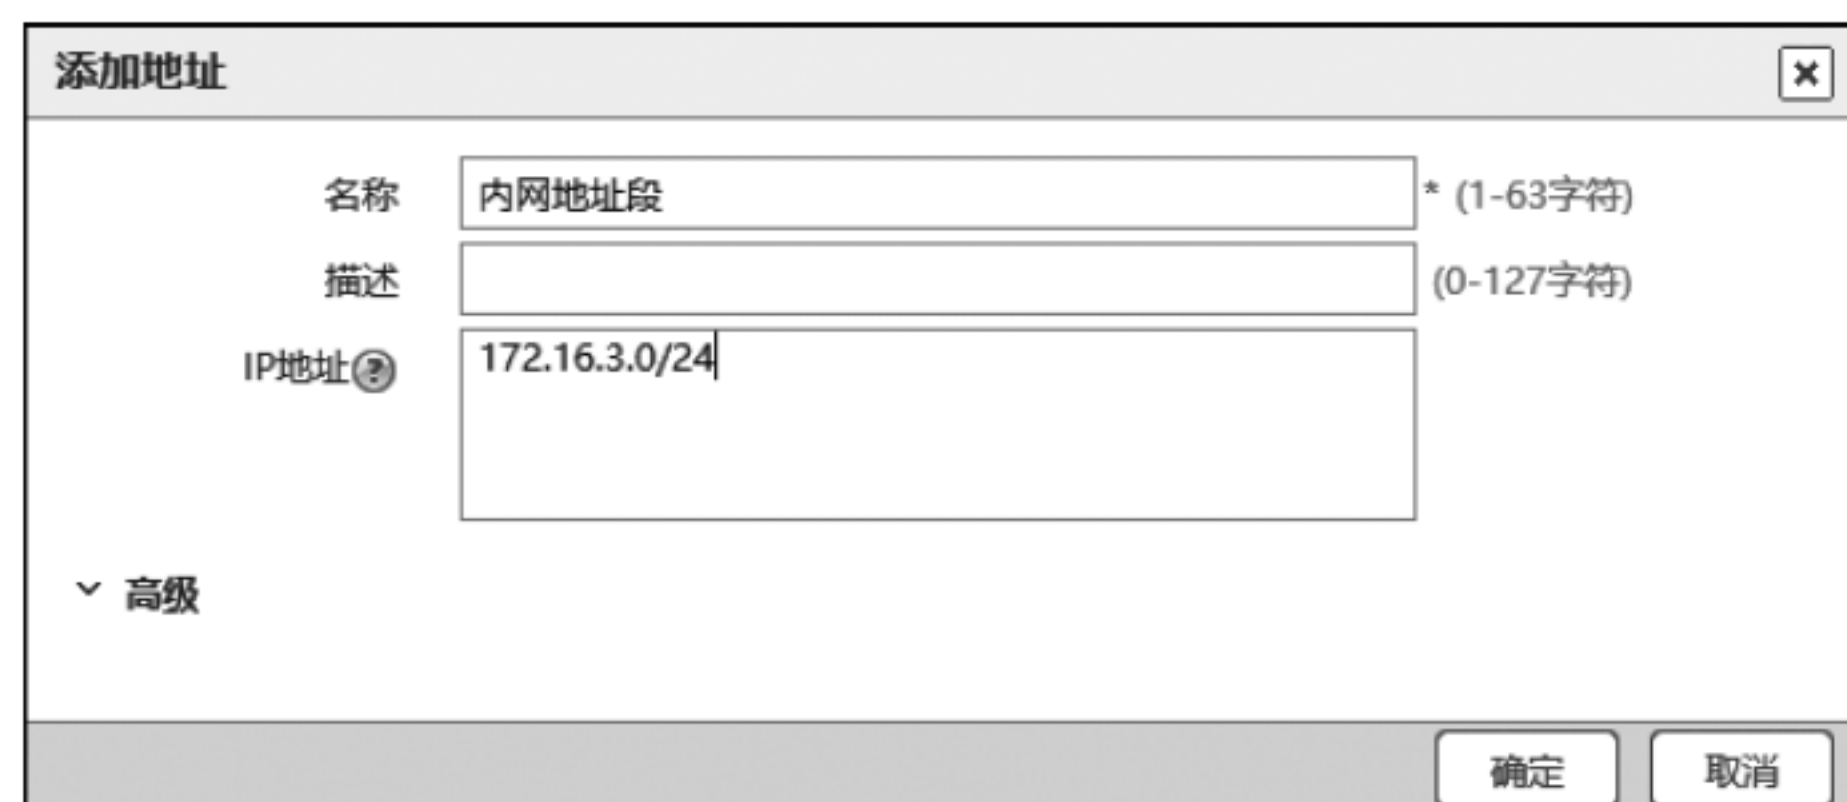 添加地址
名称 内网地址段 * (1-63字符)
描述 (0-127字符)
IP地址 172.16.3.0/24
高级
确定 取消